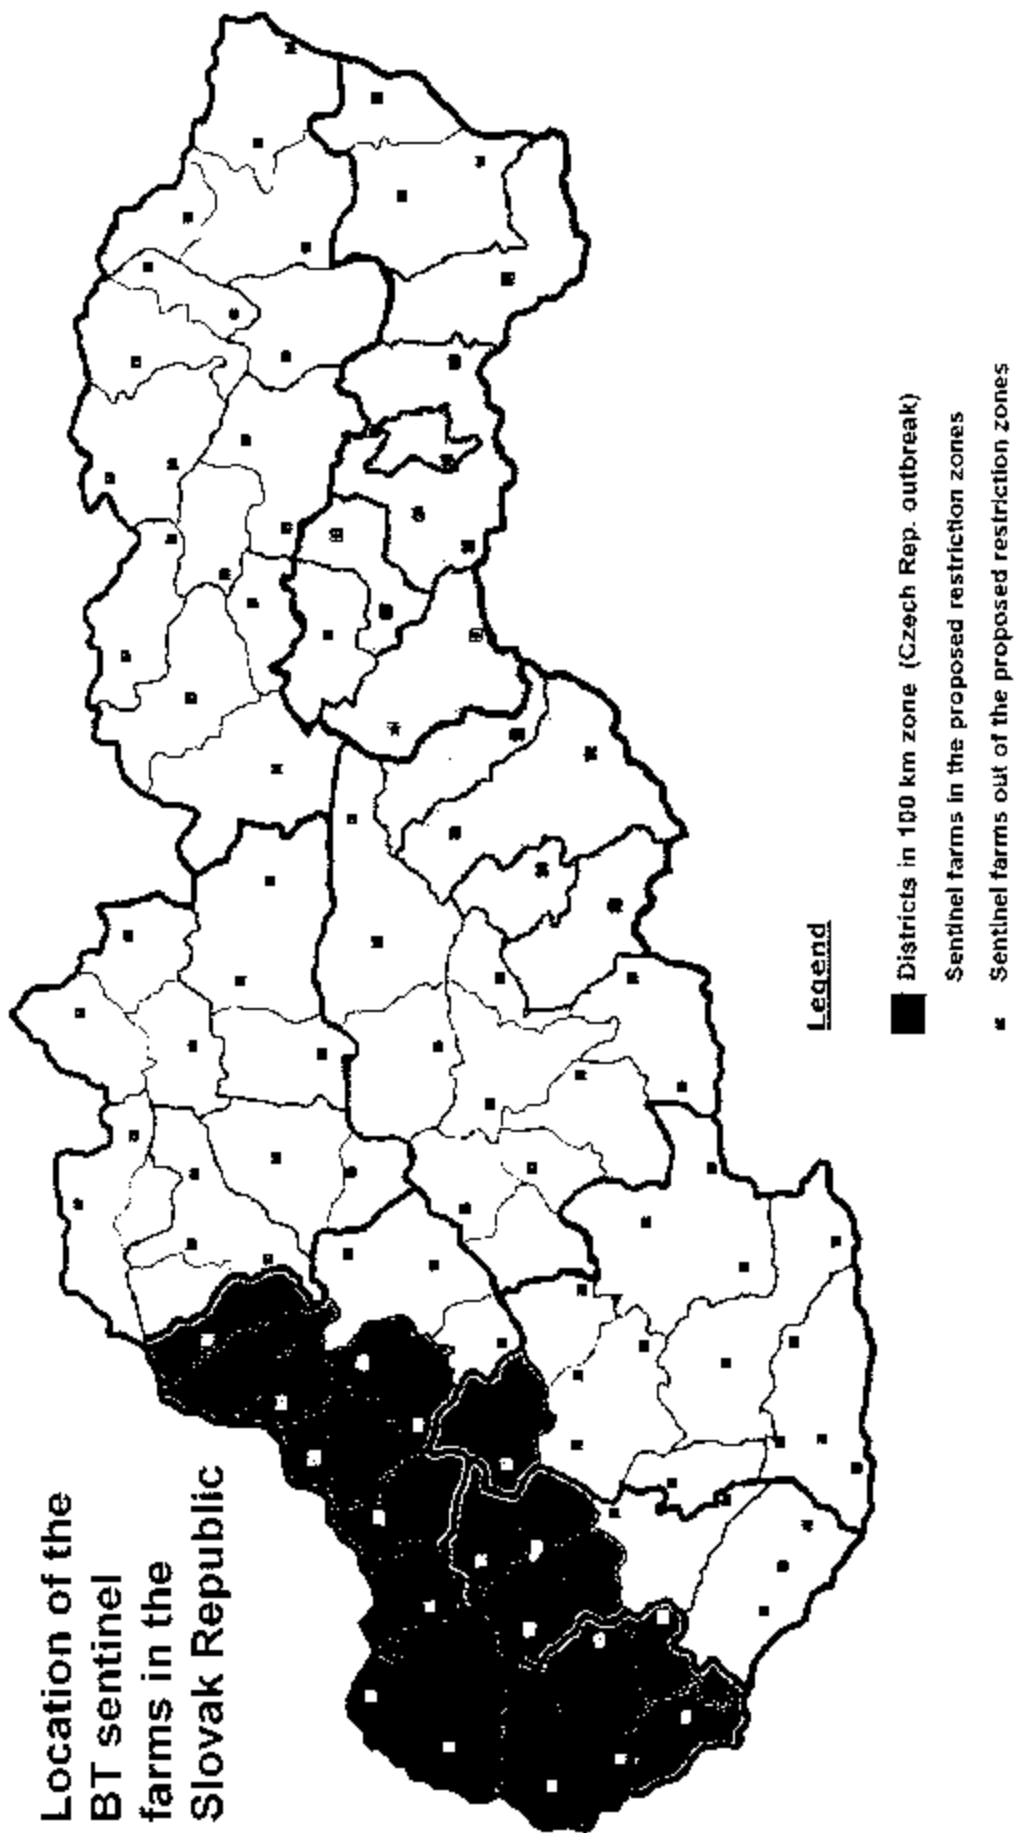 Location of the
BT sentinel
farms in the
Slovak Republic
Legend
Districts in 100 km zone (Czech Rep. outbreak)
Sentinel farms in the proposed restriction zones
Sentinel farms out of the proposed restriction zones